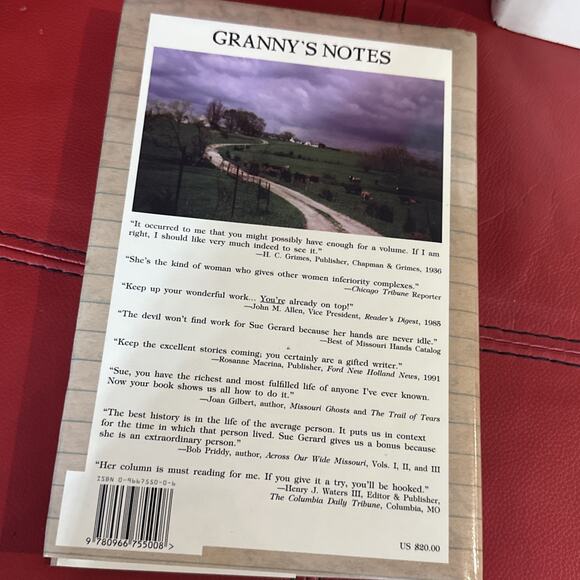 GRANNY'S NOTES
"It occurred to me that you might possibly have enough for a volume. If I am
right, I should like very much indeed to see it."
—H. C. Grimes, Publisher, Chapman & Grimes, 1936
"She's the kind of woman who gives other women inferiority complexes."
—Chicago Tribune Reporter
"Keep up your wonderful work... You're already on top!"
—John M. Allen, Vice President, Reader's Digest, 1985
"The devil won't find work for Sue Gerard because her hands are never idle."
—Best of Missouri Hands Catalog
"Keep the excellent stories coming; you certainly are a gifted writer."
—Rosanne Macrina, Publisher, Ford New Holland News, 1991
"Sue, you have the richest and most fulfilled life of anyone I've ever known.
Now your book shows us all how to do it."
—Joan Gilbert, author, Missouri Ghosts and The Trail of Tears
"The best history is in the life of the average person. It puts us in context
for the time in which that person lived. Sue Gerard gives us a bonus because
she is an extraordinary person."
—Bob Priddy, author, Across Our Wide Missouri, Vols. I, II, and III
"Her column is must reading for me. If you give it a try, you'll be hooked."
—Henry J. Waters III, Editor & Publisher,
The Columbia Daily Tribune, Columbia, MO
ISBN 0-9667550-0-6
9 780966 755008 >
US $20.00